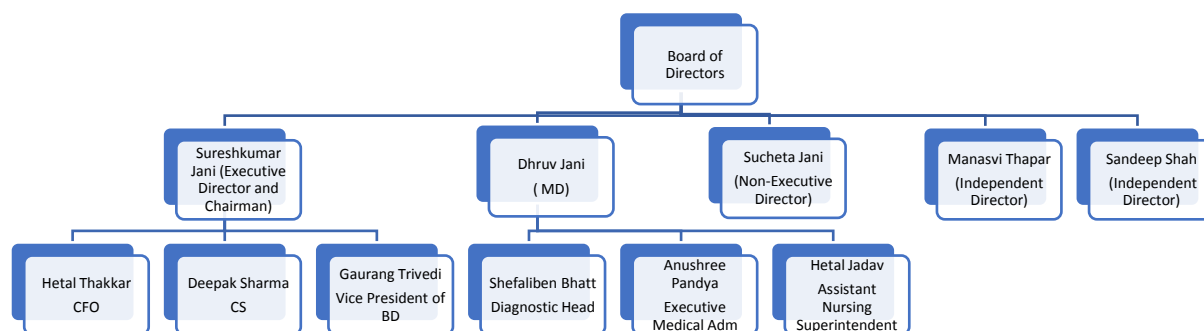 Board of
Directors
Sureshkumar
Jani (Executive
Director and
Chairman)
Dhruv Jani
( MD)
Sucheta Jani
(Non-Executive
Director)
Manasvi Thapar
(Independent
Director)
Sandeep Shah
(Independent
Director)
Hetal Thakkar
CFO
Deepak Sharma
CS
Gaurang Trivedi
Vice President of
BD
Shefaliben Bhatt
Diagnostic Head
Anushree
Pandya
Executive
Medical Adm
Hetal Jadav
Assistant
Nursing
Superintendent